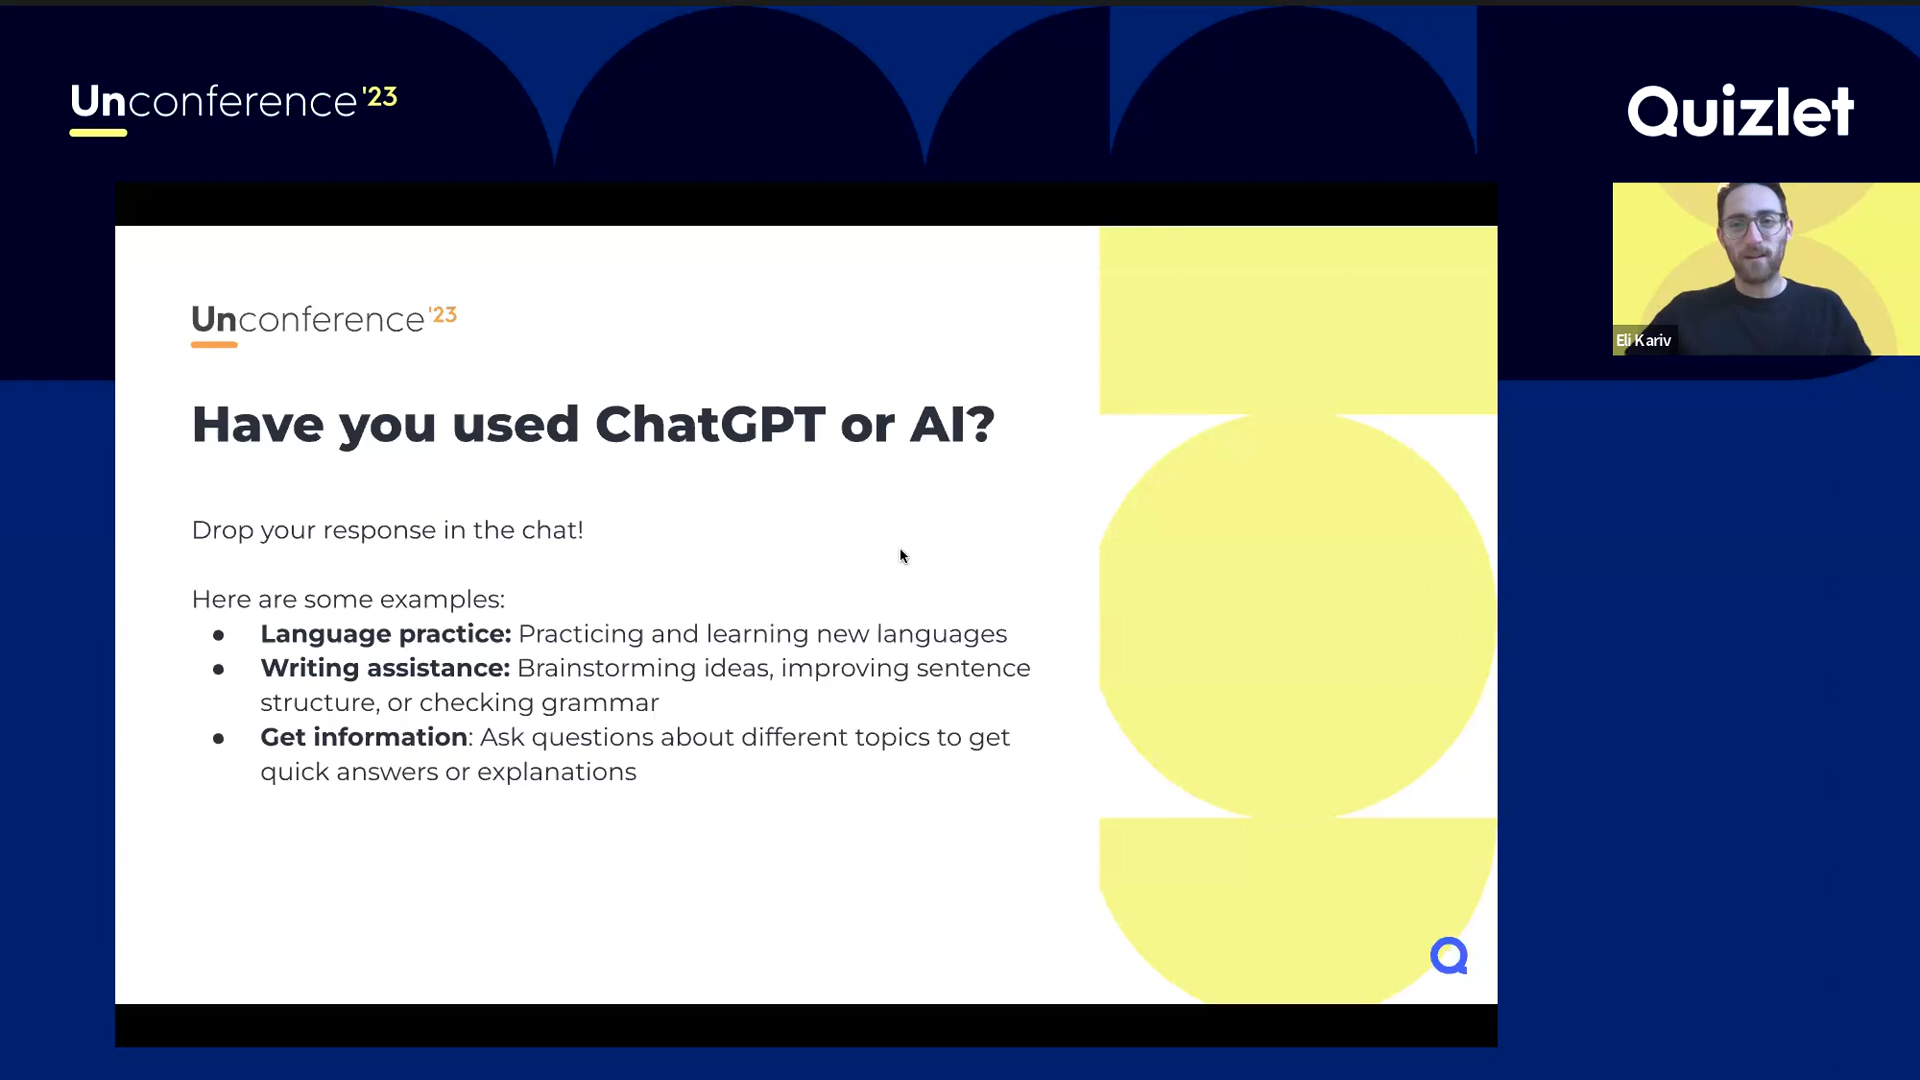 Unconference '23
Quizlet
Eli Kariv
Unconference '23
Have you used ChatGPT or AI?
Drop your response in the chat!
Here are some examples:
● Language practice: Practicing and learning new languages
● Writing assistance: Brainstorming ideas, improving sentence
structure, or checking grammar
● Get information: Ask questions about different topics to get
quick answers or explanations